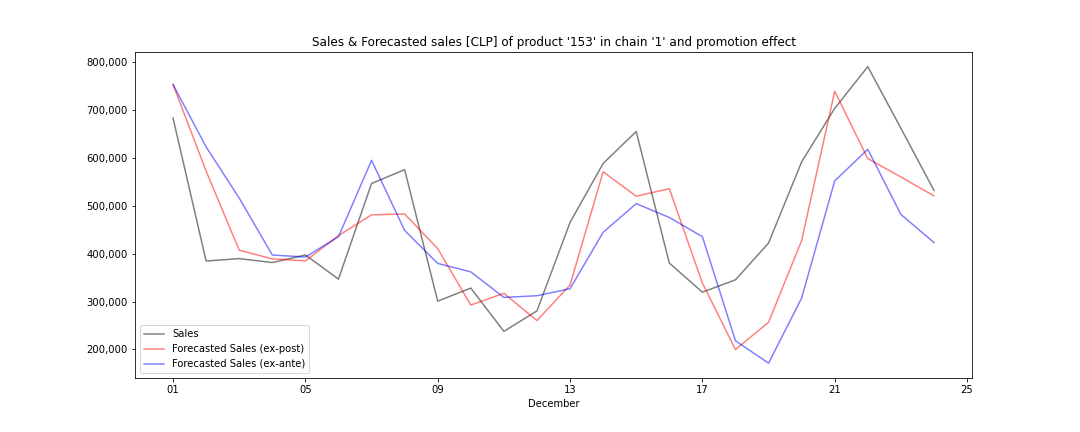 Sales & Forecasted sales [CLP] of product '153' in chain '1' and promotion effect
800,000
700,000
600,000
500,000
400,000
300,000
200,000
Sales
Forecasted Sales (ex-post)
Forecasted Sales (ex-ante)
01 05 09 13 17 21 25
December